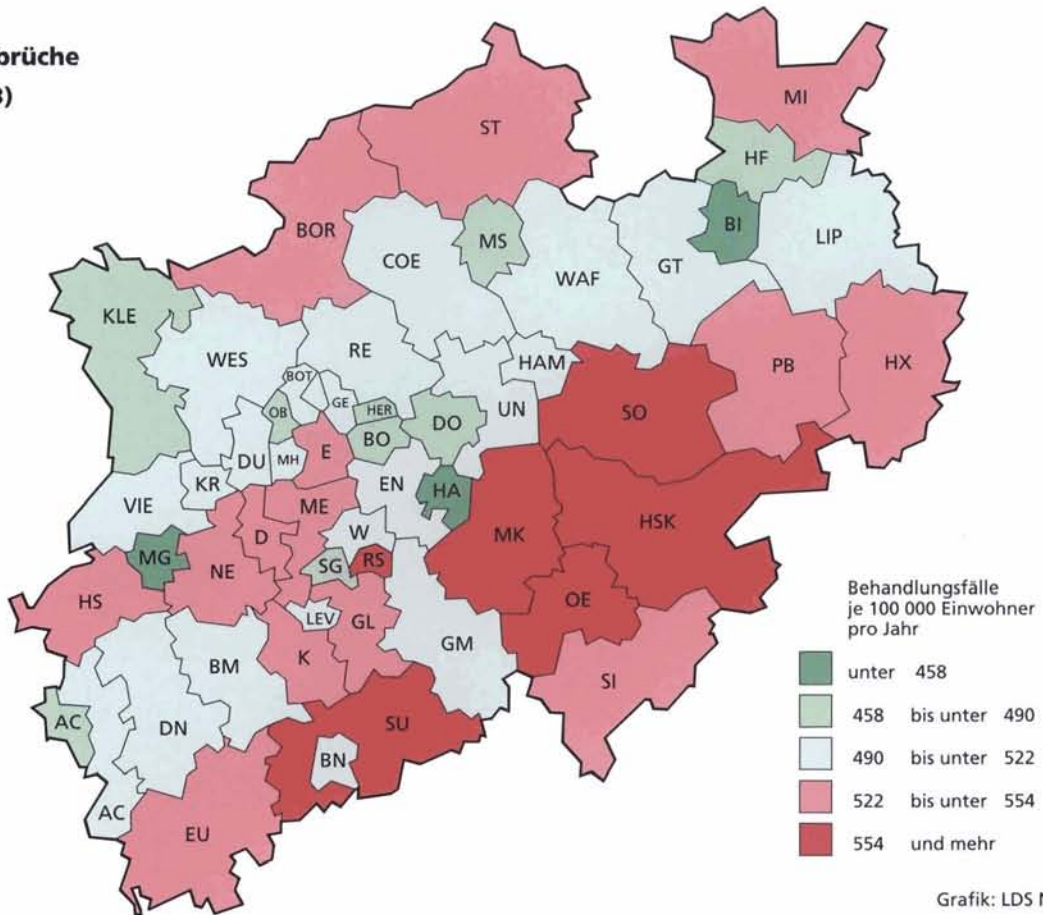 brüche
3)
MI
ST
HF
BI
LIP
BOR
MS
COE
WAF
GT
KLE
WES
RE
HAM
PB
HX
BOT
GE
HER
OB
DO
UN
SO
BO
E
DU
MH
KR
EN
HA
VIE
ME
MK
HSK
D
W
MG
NE
SG
RS
HS
OE
LEV
GL
GM
K
BM
SI
AC
DN
SU
BN
AC
EU
Behandlungsfälle
je 100 000 Einwohner
pro Jahr
unter 458
458 bis unter 490
490 bis unter 522
522 bis unter 554
554 und mehr
Grafik: LDS